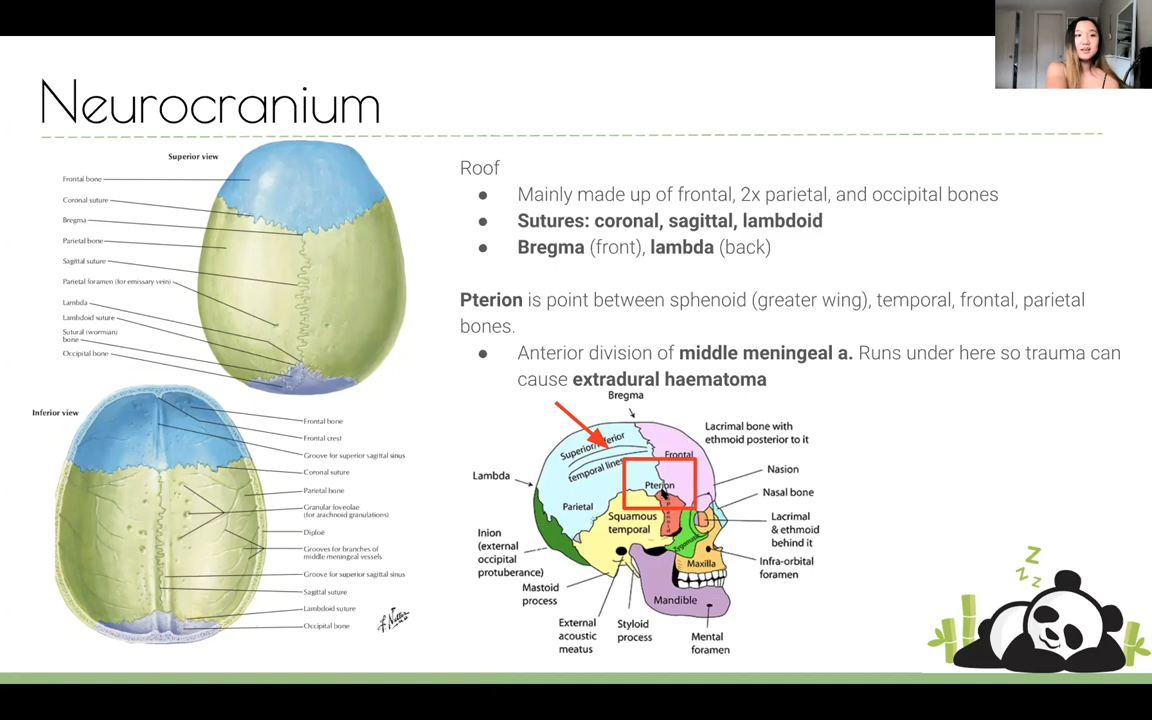 Neurocranium
Superior view
Frontal bone
Coronal suture
Bregma
Parietal bone
Sagittal suture
Parietal foramen (for emissary vein)
Lambda
Lambdoid suture
Sutural (wormian)
bone
Occipital bone
Inferior view
Frontal bone
Frontal crest
Groove for superior sagittal sinus
Coronal suture
Parietal bone
Granular foveolae
(for arachnoid granulations)
Diploë
Grooves for branches of
middle meningeal vessels
Groove for superior sagittal sinus
Sagittal suture
Lambdoid suture
Occipital bone
Roof
● Mainly made up of frontal, 2x parietal, and occipital bones
● Sutures: coronal, sagittal, lambdoid
● Bregma (front), lambda (back)
Pterion is point between sphenoid (greater wing), temporal, frontal, parietal
bones.
● Anterior division of middle meningeal a. Runs under here so trauma can
cause extradural haematoma
Bregma
Lacrimal bone with
ethmoid posterior to it
Frontal
temporal lines
Lambda
Nasion
Pterion
Nasal bone
Parietal
Squamous
temporal
Lacrimal
& ethmoid
behind it
Inion
(external
occipital
protuberance)
Zygomatic
Maxilla
Infra-orbital
foramen
Mastoid
process
Mandible
External
acoustic
meatus
Styloid
process
Mental
foramen
Z
Z
Z
Z